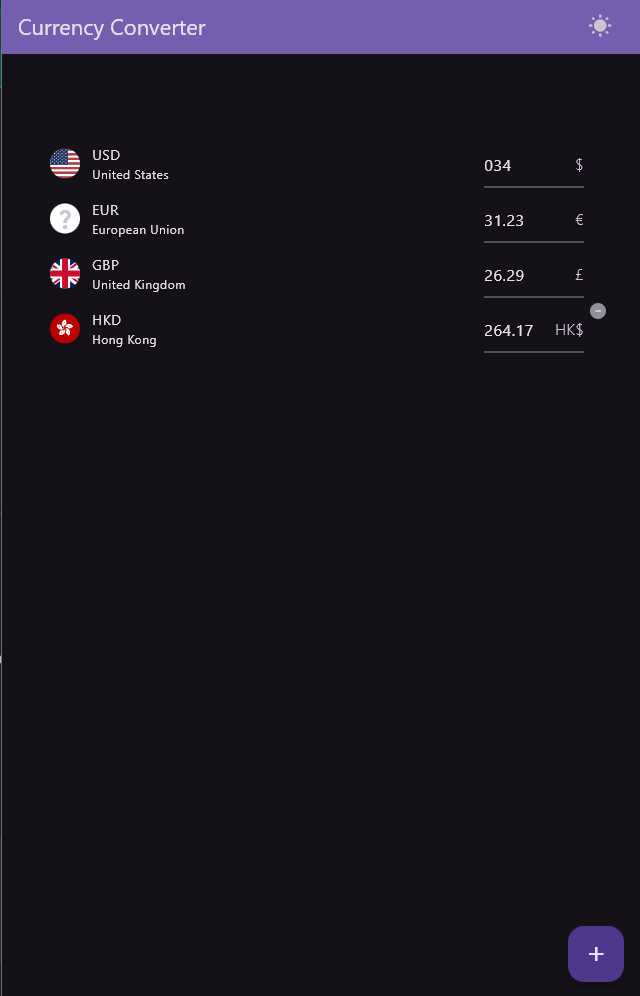 Currency Converter
USD
United States
034 $
?
EUR
European Union
31.23 €
GBP
United Kingdom
26.29 £
HKD
Hong Kong
264.17 HK$
+